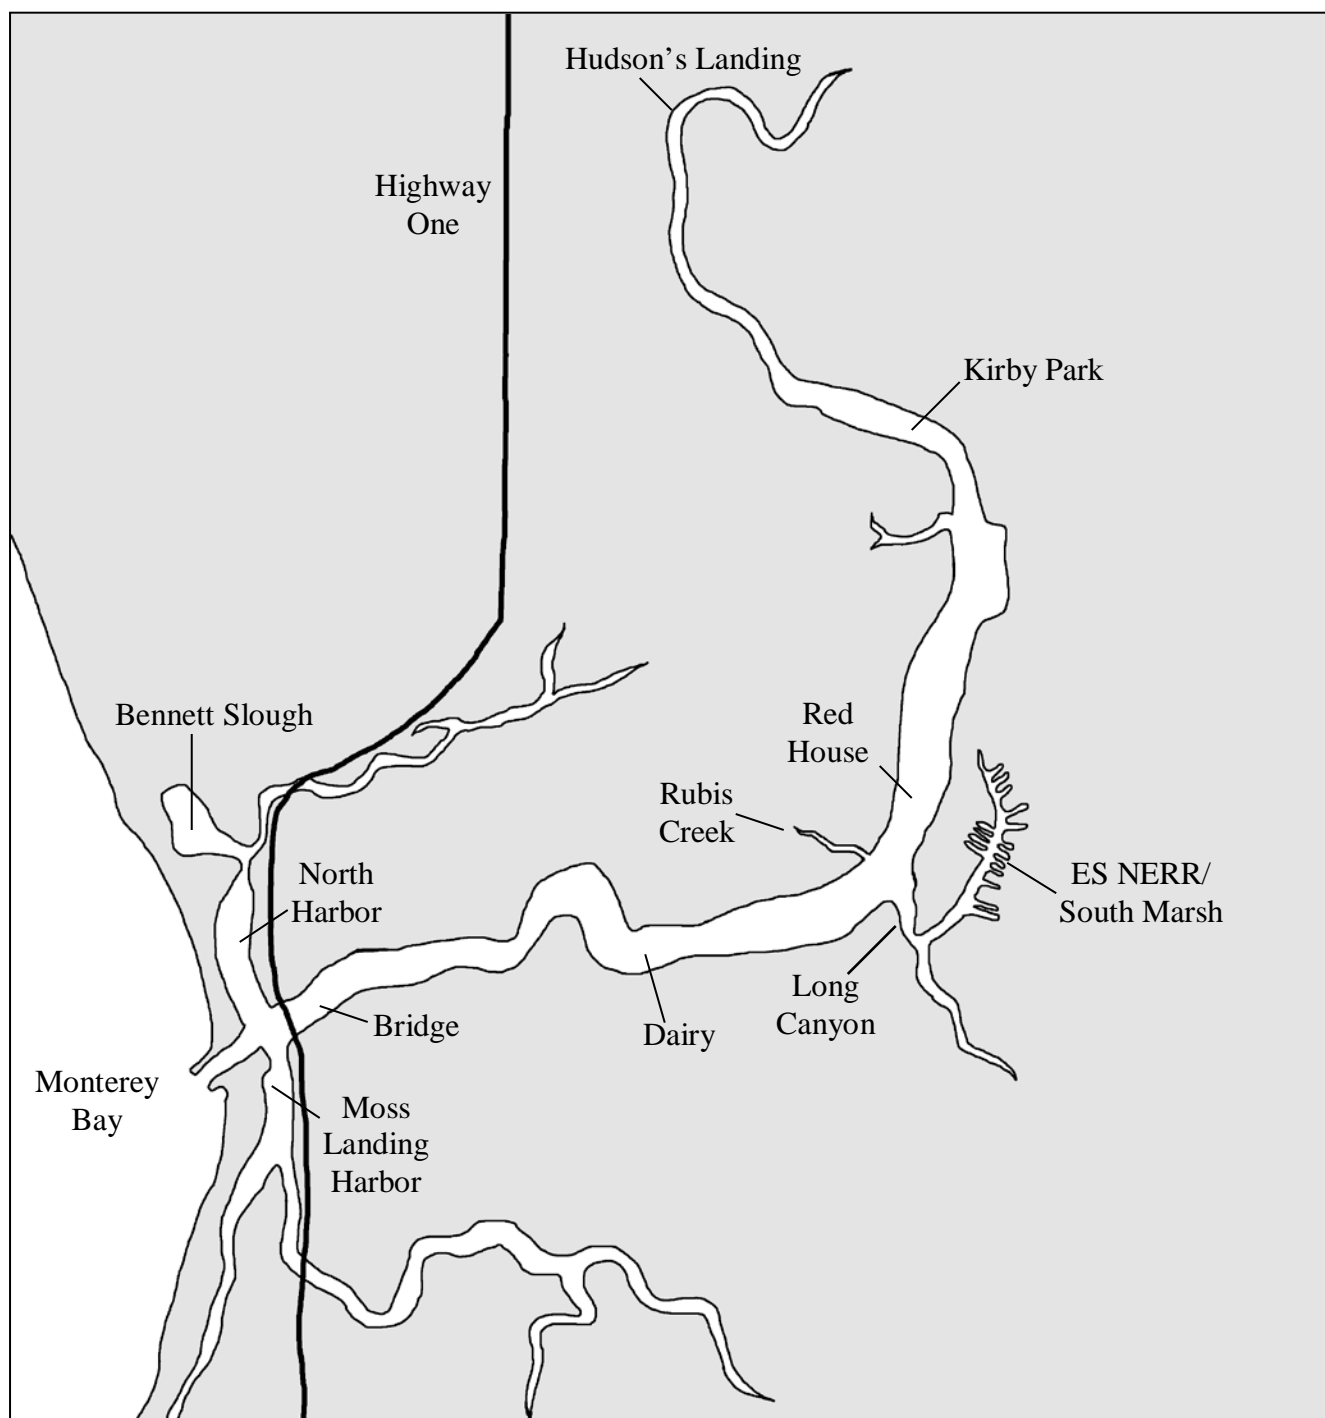 Hudson’s Landing
Highway
One
Kirby Park
Bennett Slough
Red
House
Rubis
Creek
North
Harbor
ES NERR/
South Marsh
Long
Canyon
Bridge
Dairy
Monterey
Bay
Moss
Landing
Harbor